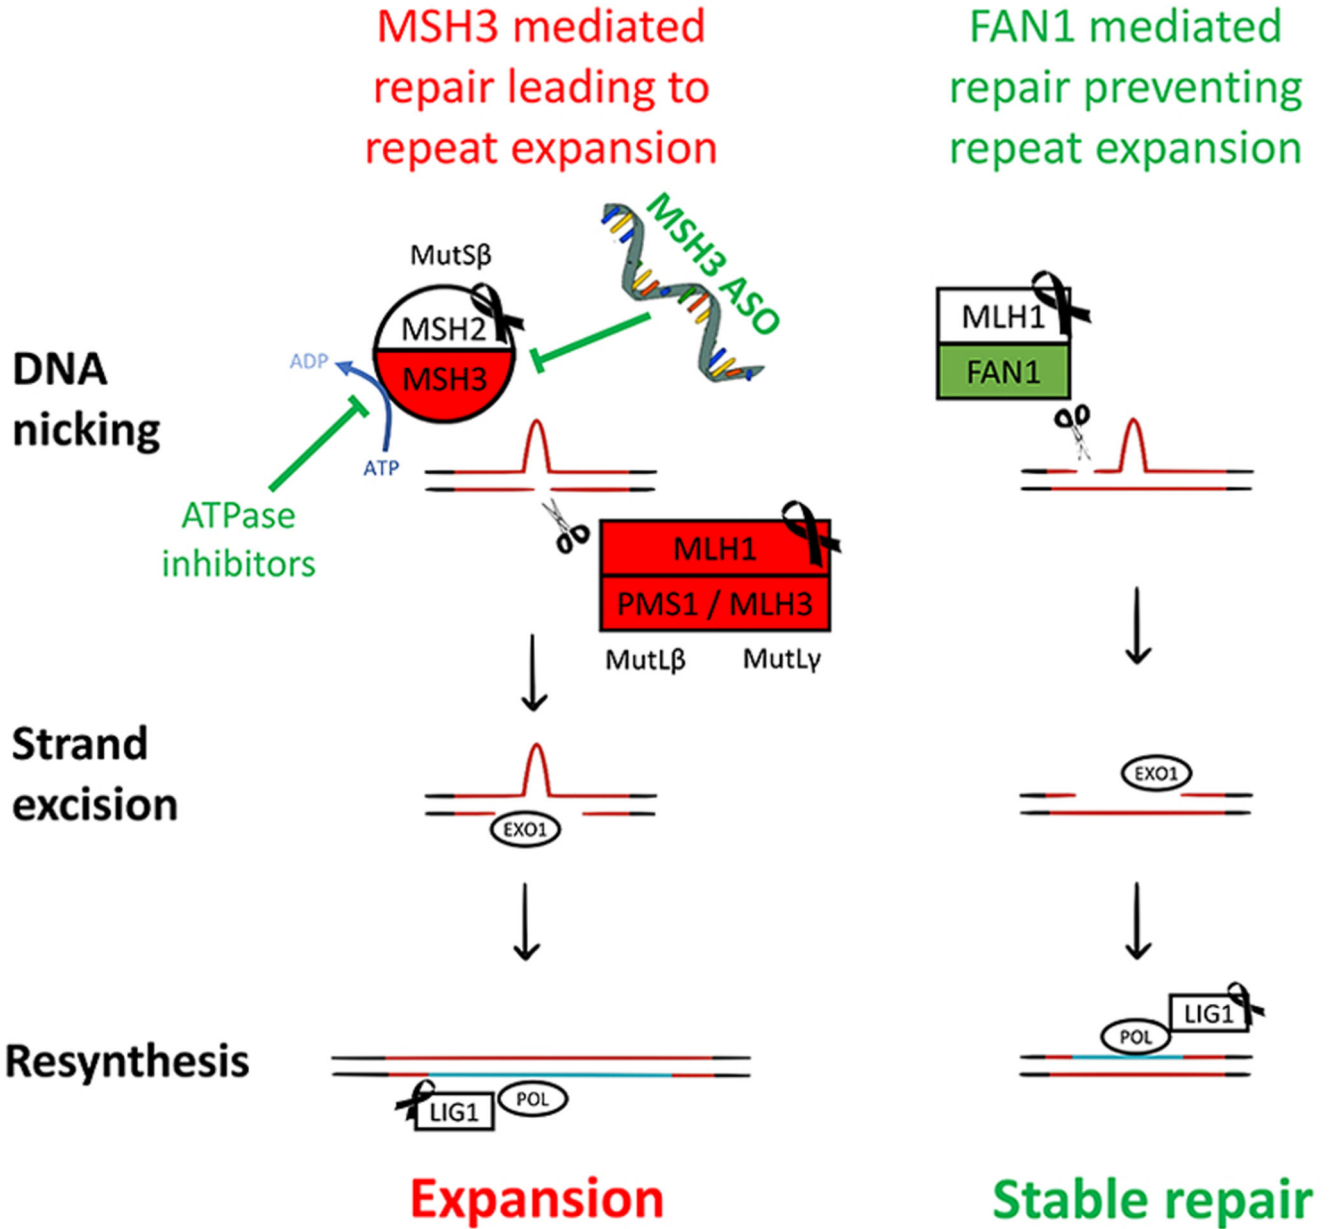 MSH3 mediated
repair leading to
repeat expansion
FAN1 mediated
repair preventing
repeat expansion
MutSβ
MSH3 ASO
MSH2
MSH3
MLH1
FAN1
DNA
nicking
ADP
ATP
ATPase
inhibitors
MLH1
PMS1 / MLH3
MutLβ
MutLγ
Strand
excision
EXO1
EXO1
Resynthesis
LIG1
POL
POL
LIG1
Expansion
Stable repair